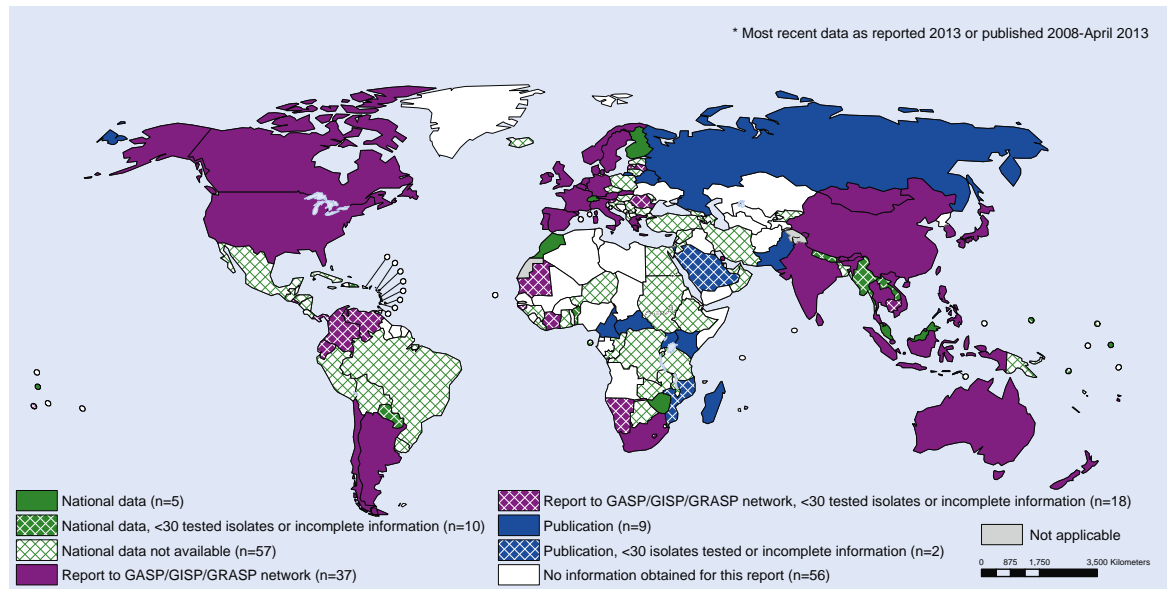 * Most recent data as reported 2013 or published 2008-April 2013
National data (n=5)
National data, <30 tested isolates or incomplete information (n=10)
National data not available (n=57)
Report to GASP/GISP/GRASP network (n=37)
Report to GASP/GISP/GRASP network, <30 tested isolates or incomplete information (n=18)
Publication (n=9)
Publication, <30 isolates tested or incomplete information (n=2)
No information obtained for this report (n=56)
Not applicable
0 875 1,750 3,500 Kilometers